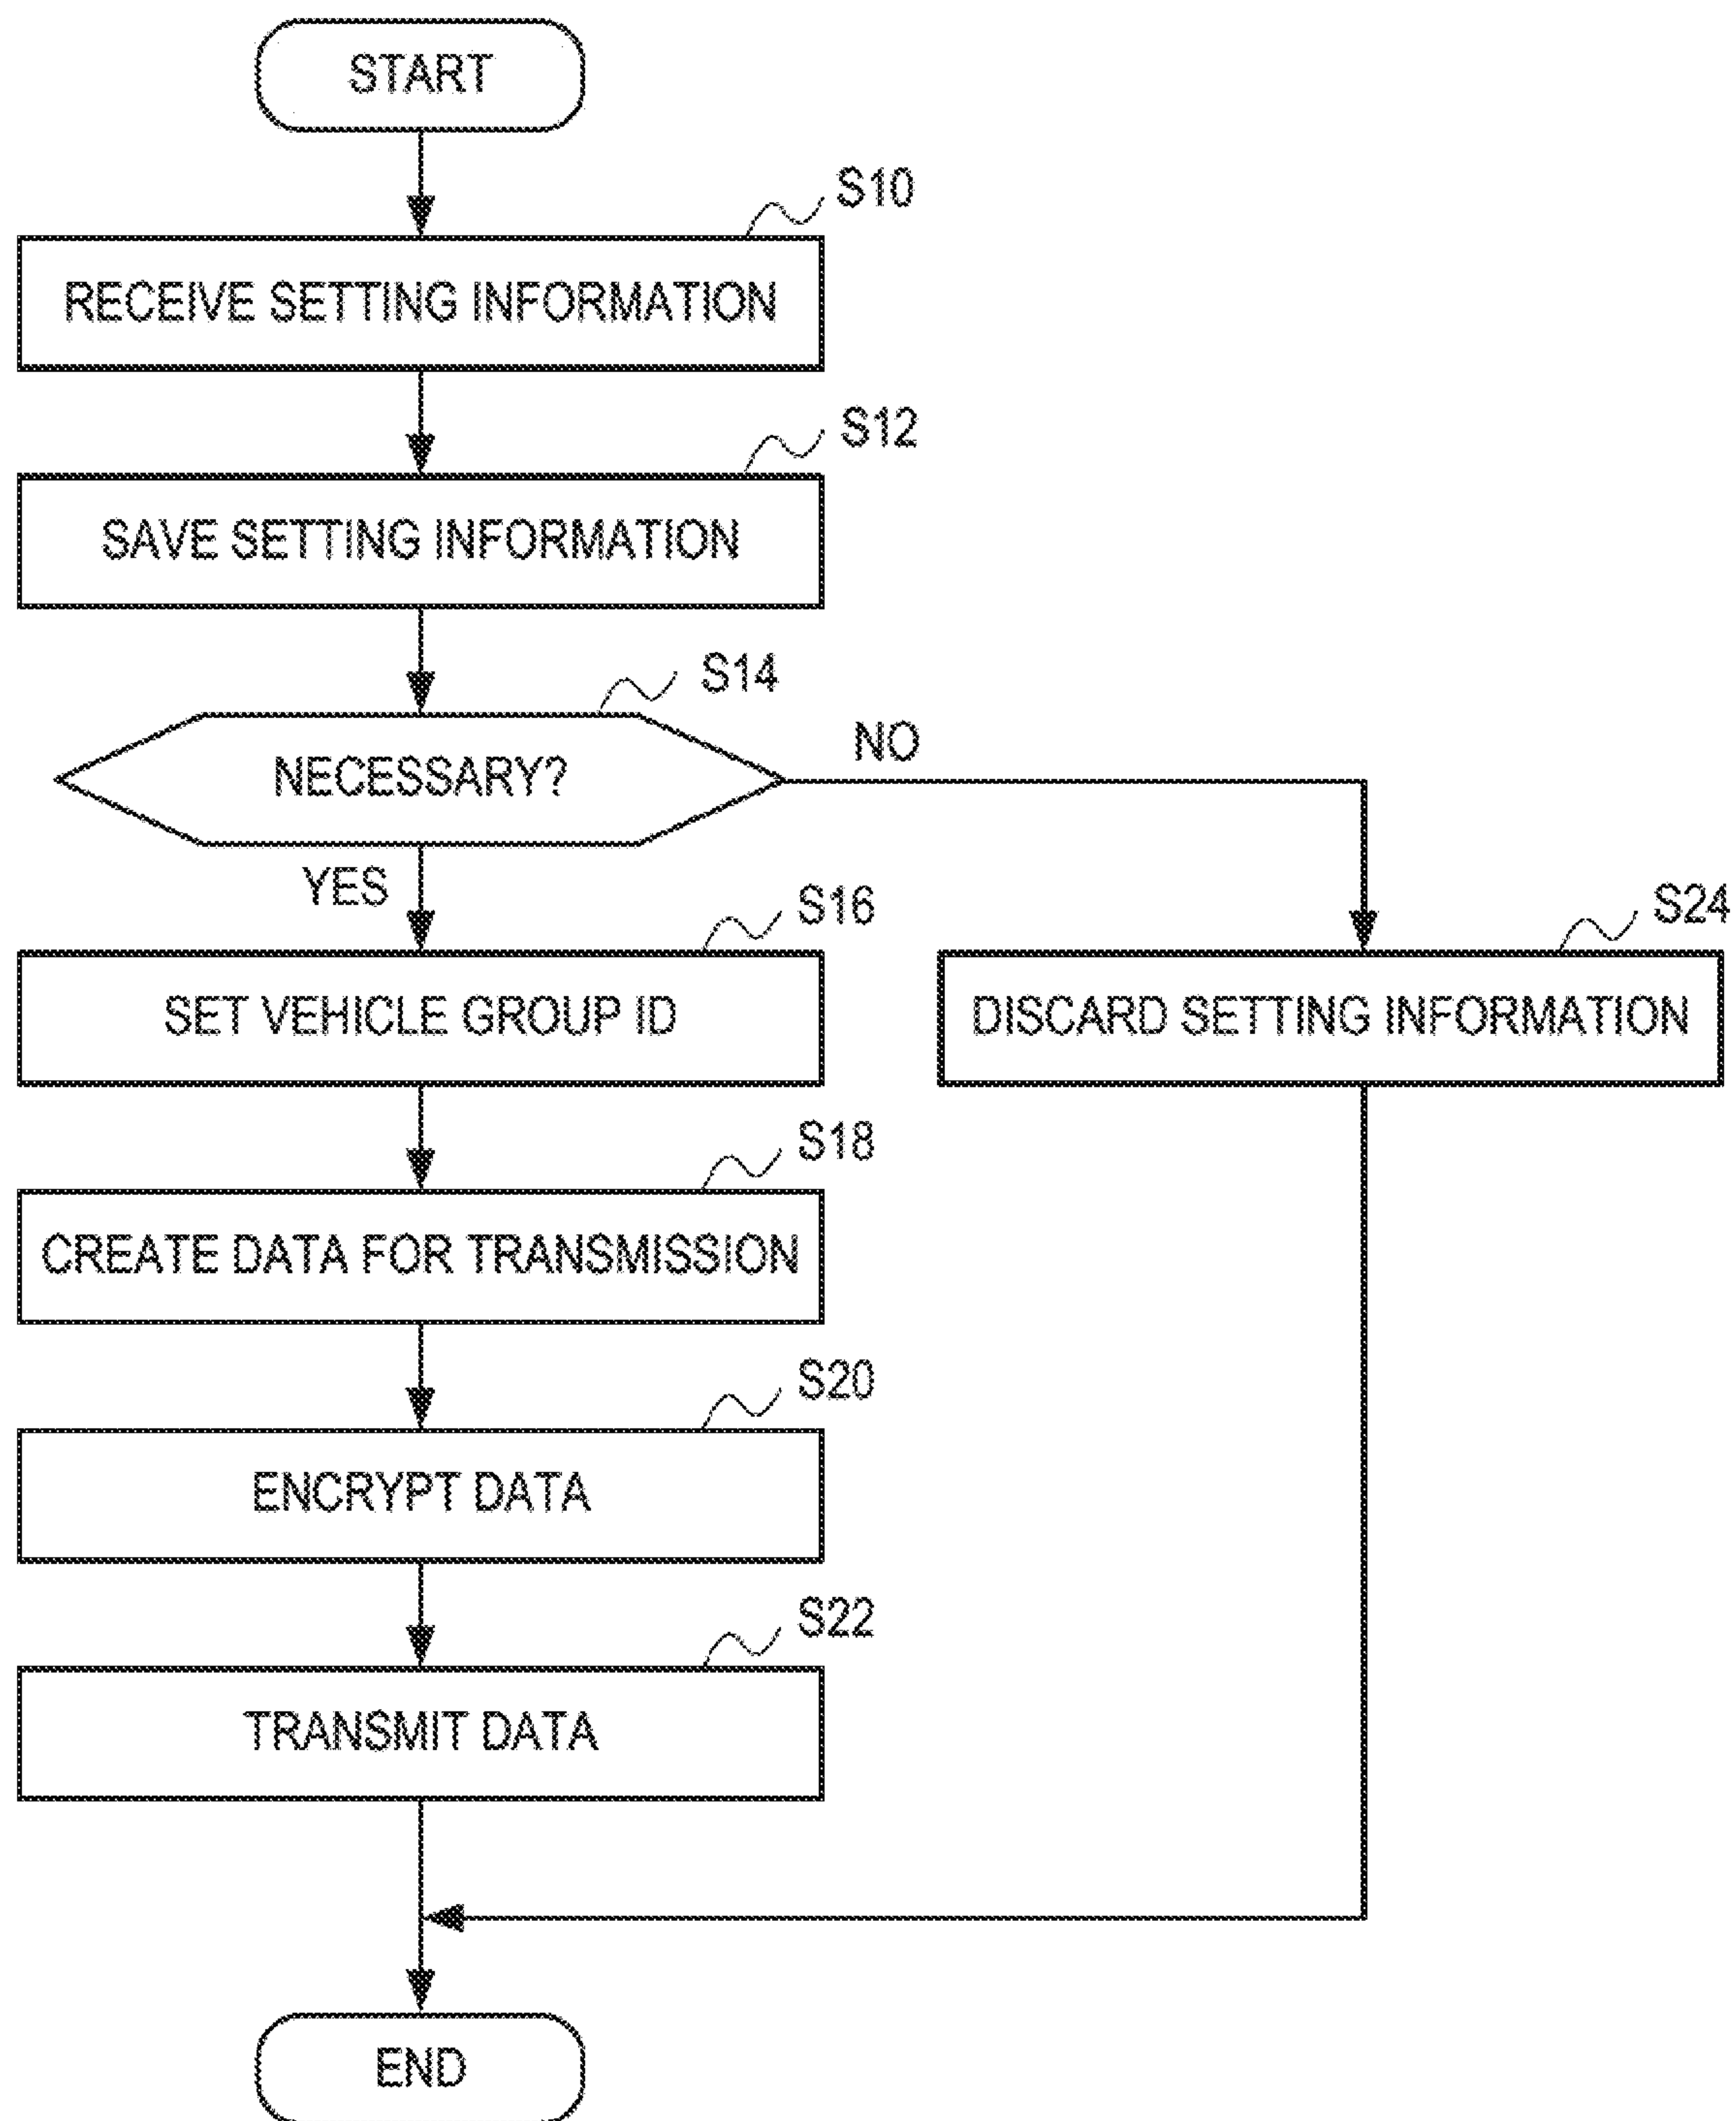 START
S10
RECEIVE SETTING INFORMATION
S12
SAVE SETTING INFORMATION
S14
NECESSARY?
NO
YES
S16
SET VEHICLE GROUP ID
S24
DISCARD SETTING INFORMATION
S18
CREATE DATA FOR TRANSMISSION
S20
ENCRYPT DATA
S22
TRANSMIT DATA
END